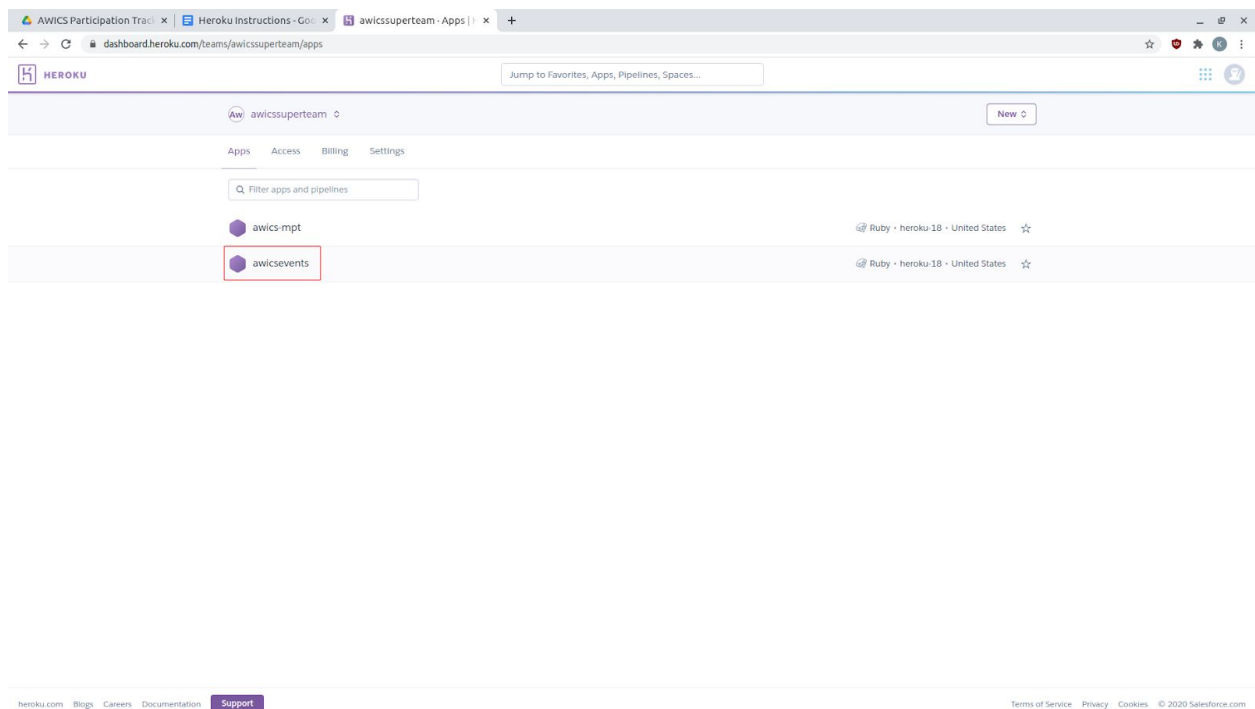 AWICS Participation Trac
Heroku Instructions - Goo
awicssuperteam · Apps | H
dashboard.heroku.com/teams/awicssuperteam/apps
K
HEROKU
Jump to Favorites, Apps, Pipelines, Spaces...
Aw awicssuperteam
New
Apps Access Billing Settings
Filter apps and pipelines
awics-mpt
Ruby · heroku-18 · United States
awicsevents
Ruby · heroku-18 · United States
heroku.com Blogs Careers Documentation Support
Terms of Service Privacy Cookies © 2020 Salesforce.com